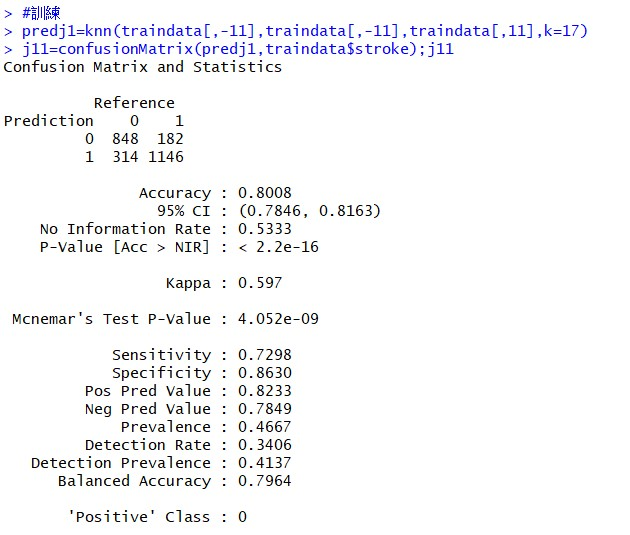 > #訓練
> predj1=knn(traindata[,-11],traindata[,-11],traindata[,11],k=17)
> j11=confusionMatrix(predj1,traindata$stroke);j11
Confusion Matrix and Statistics
Reference
Prediction 0 1
0 848 182
1 314 1146
Accuracy : 0.8008
95% CI : (0.7846, 0.8163)
No Information Rate : 0.5333
P-Value [Acc > NIR] : < 2.2e-16
Kappa : 0.597
Mcnemar's Test P-Value : 4.052e-09
Sensitivity : 0.7298
Specificity : 0.8630
Pos Pred Value : 0.8233
Neg Pred Value : 0.7849
Prevalence : 0.4667
Detection Rate : 0.3406
Detection Prevalence : 0.4137
Balanced Accuracy : 0.7964
'Positive' Class : 0